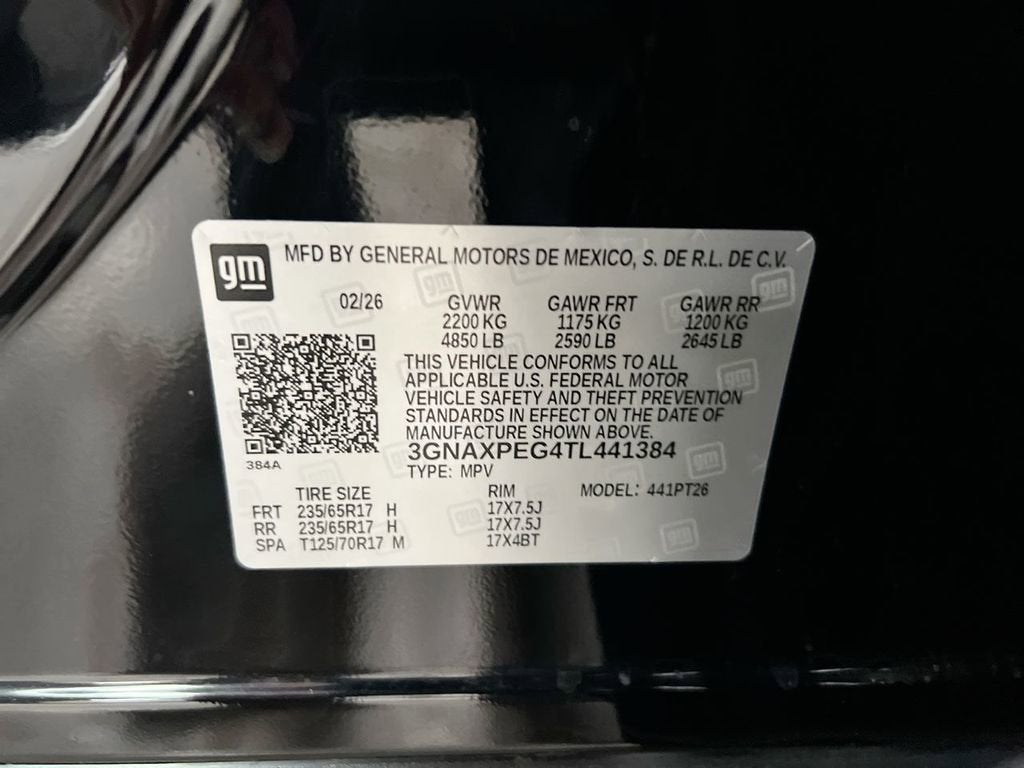 gm MFD BY GENERAL MOTORS DE MEXICO, S. DE R.L. DE C.V.
02/26 GVWR GAWR FRT GAWR RR
2200 KG 1175 KG 1200 KG
4850 LB 2590 LB 2645 LB
THIS VEHICLE CONFORMS TO ALL
APPLICABLE U.S. FEDERAL MOTOR
VEHICLE SAFETY AND THEFT PREVENTION
STANDARDS IN EFFECT ON THE DATE OF
MANUFACTURE SHOWN ABOVE.
3GNAXPEG4TL441384
384A
TYPE: MPV
TIRE SIZE RIM MODEL: 441PT26
FRT 235/65R17 H 17X7.5J
RR 235/65R17 H 17X7.5J
SPA T125/70R17 M 17X4BT